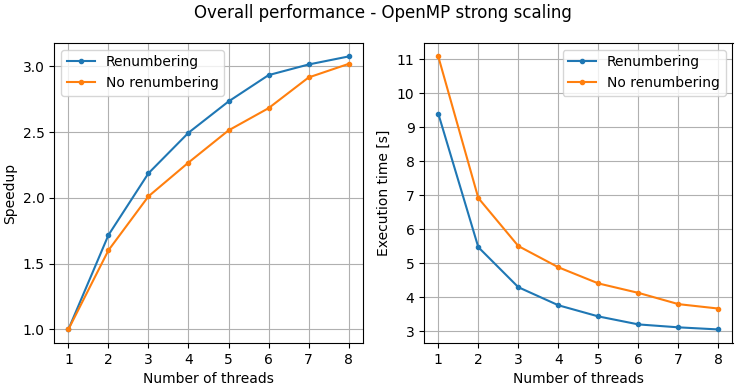 Overall performance - OpenMP strong scaling
Renumbering
No renumbering
3.0
2.5
2.0
1.5
1.0
Speedup
1 2 3 4 5 6 7 8
Number of threads
Renumbering
No renumbering
11
10
9
8
7
6
5
4
3
Execution time [s]
1 2 3 4 5 6 7 8
Number of threads